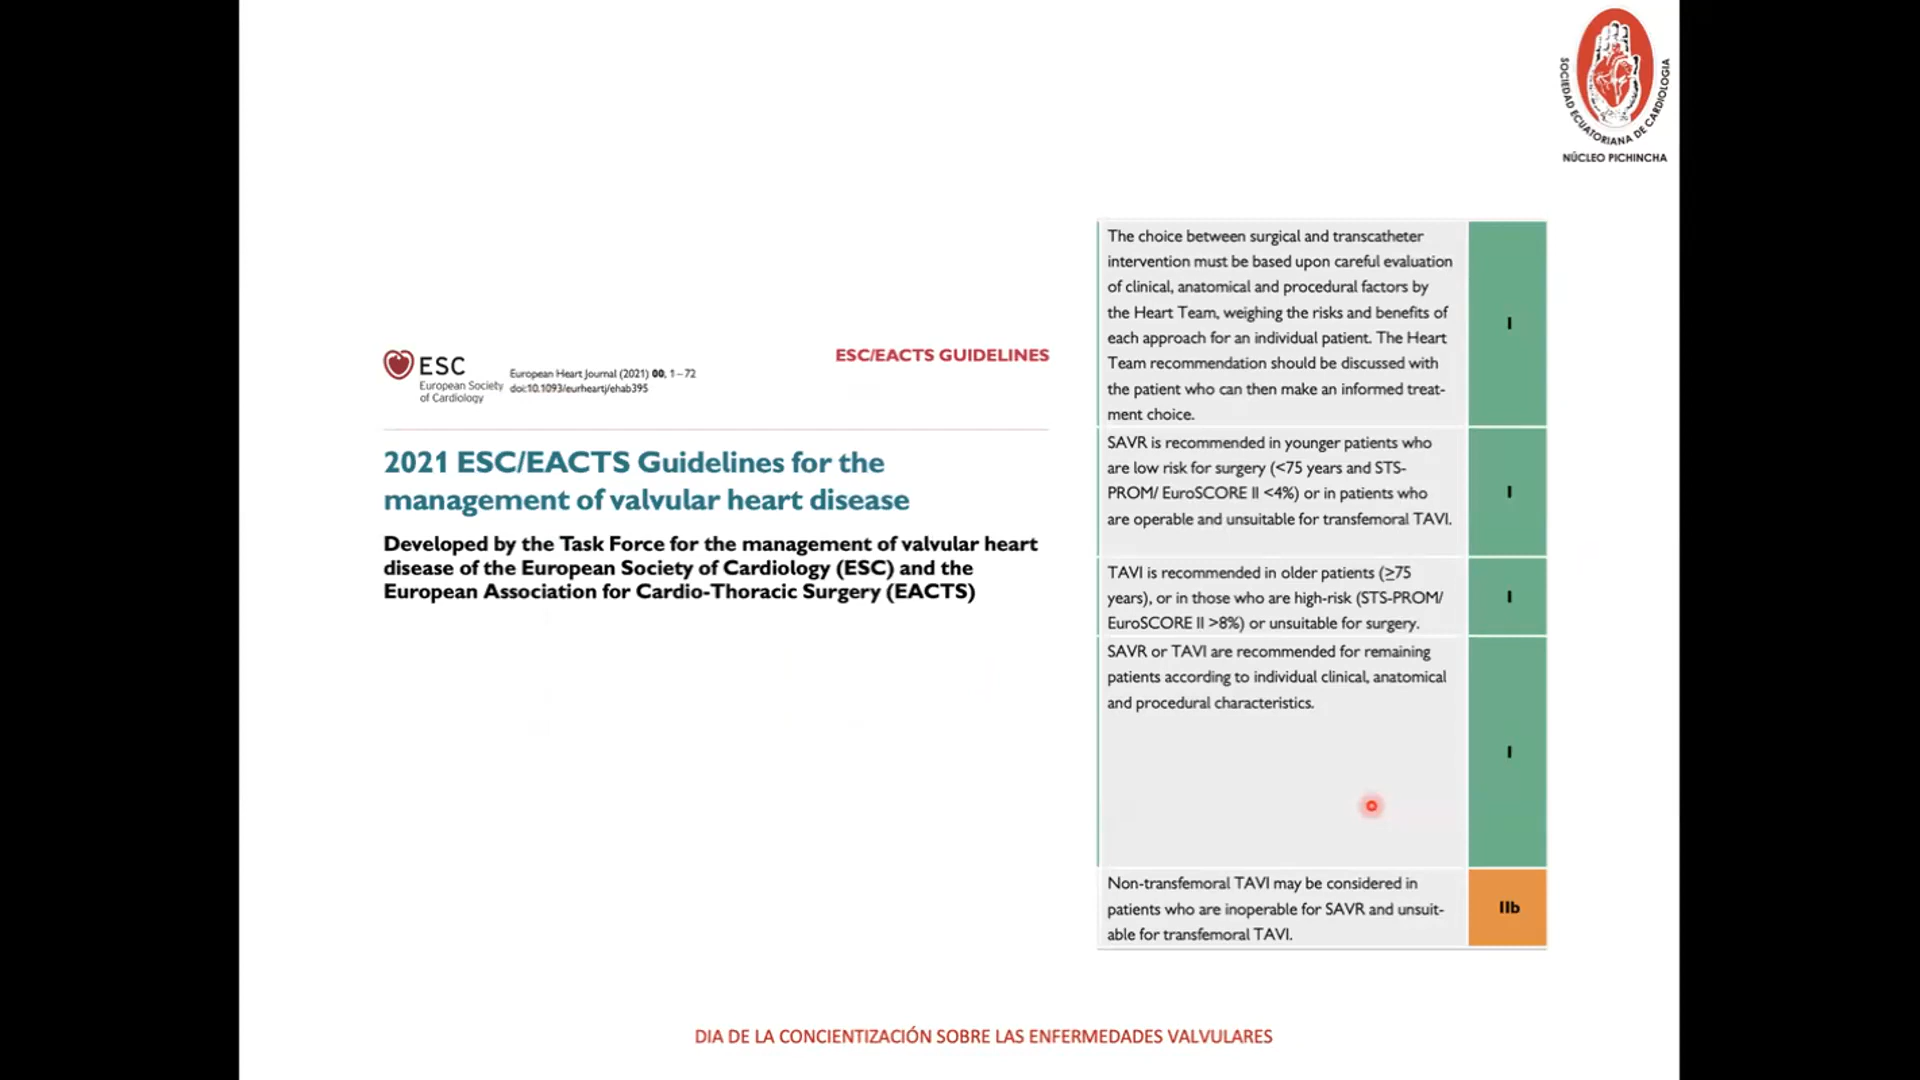 SOCIEDAD ECUATORIANA DE CARDIOLOGIA
NÚCLEO PICHINCHA
ESC
European Society
of Cardiology
European Heart Journal (2021) 00, 1–72
doi:10.1093/eurheartj/ehab395
ESC/EACTS GUIDELINES
2021 ESC/EACTS Guidelines for the
management of valvular heart disease
Developed by the Task Force for the management of valvular heart
disease of the European Society of Cardiology (ESC) and the
European Association for Cardio-Thoracic Surgery (EACTS)
The choice between surgical and transcatheter
intervention must be based upon careful evaluation
of clinical, anatomical and procedural factors by
the Heart Team, weighing the risks and benefits of
each approach for an individual patient. The Heart
Team recommendation should be discussed with
the patient who can then make an informed treat-
ment choice.
I
SAVR is recommended in younger patients who
are low risk for surgery (<75 years and STS-
PROM/ EuroSCORE II <4%) or in patients who
are operable and unsuitable for transfemoral TAVI.
I
TAVI is recommended in older patients (≥75
years), or in those who are high-risk (STS-PROM/
EuroSCORE II >8%) or unsuitable for surgery.
I
SAVR or TAVI are recommended for remaining
patients according to individual clinical, anatomical
and procedural characteristics.
I
Non-transfemoral TAVI may be considered in
patients who are inoperable for SAVR and unsuit-
able for transfemoral TAVI.
IIb
DIA DE LA CONCIENTIZACIÓN SOBRE LAS ENFERMEDADES VALVULARES